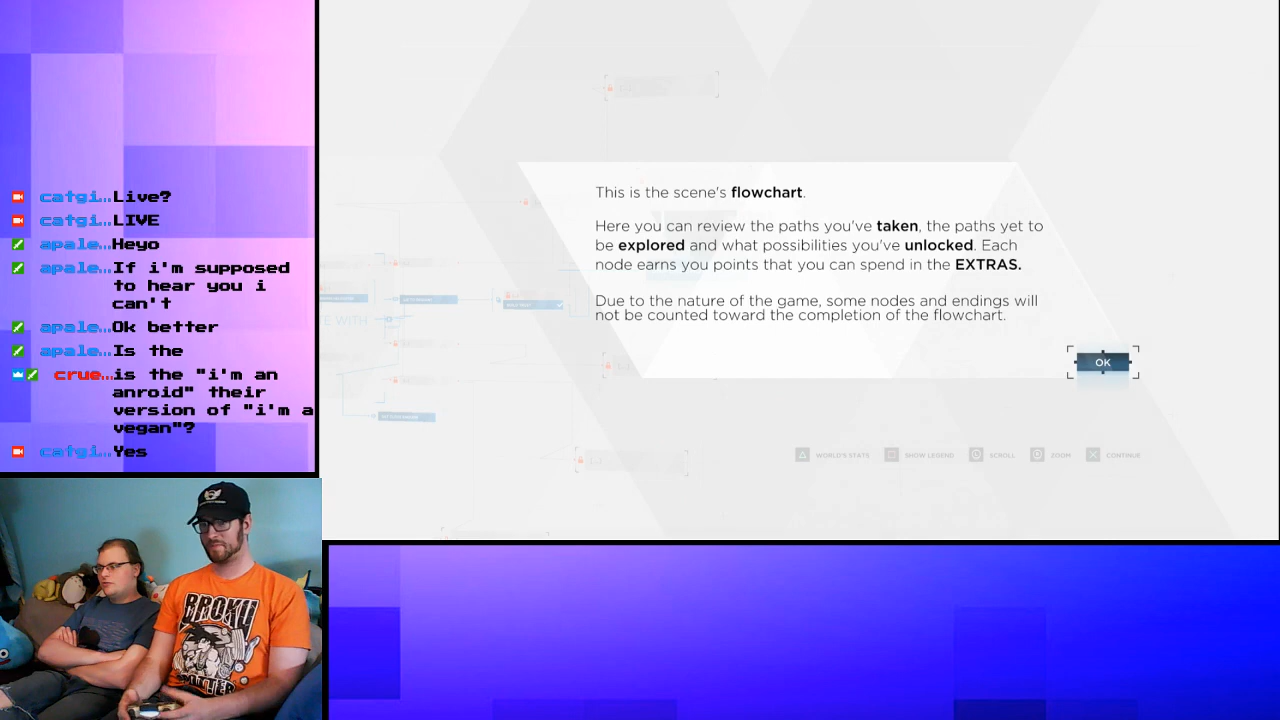 catgi...Live?
catgi...LIVE
apale...Heyo
apale...If i'm supposed
to hear you i
can't
apale...Ok better
apale...Is the
crue...is the "i'm an
anroid" their
version of "i'm a
vegan"?
catgi...Yes
This is the scene's flowchart.
Here you can review the paths you've taken, the paths yet to
be explored and what possibilities you've unlocked. Each
node earns you points that you can spend in the EXTRAS.
Due to the nature of the game, some nodes and endings will
not be counted toward the completion of the flowchart.
OK
WORLD'S STATE SHOW LEGEND SCROLL ZOOM CONTINUE
BROKU